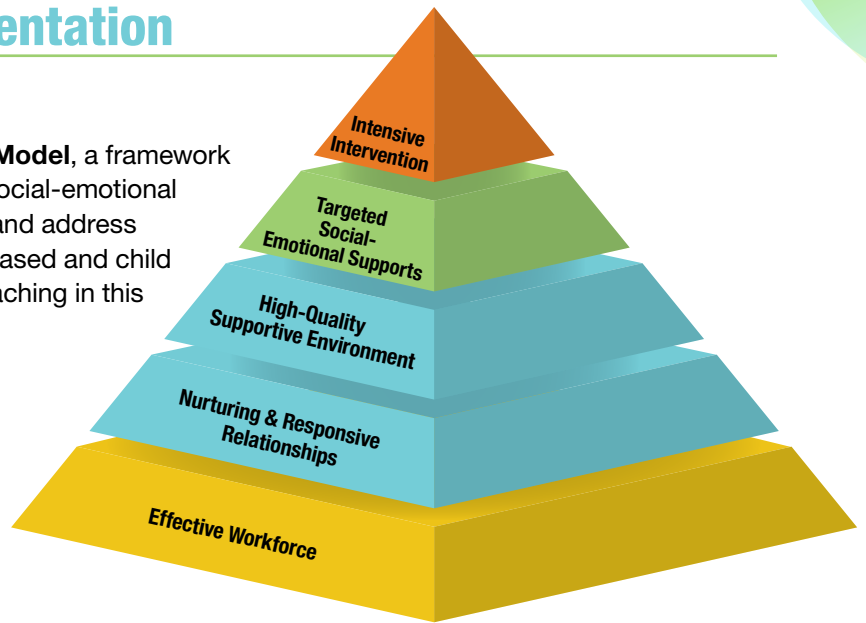 entation
Model, a framework
ocial-emotional
and address
ased and child
aching in this
Intensive
Intervention
Targeted
Social-
Emotional Supports
High-Quality
Supportive Environment
Nurturing & Responsive
Relationships
Effective Workforce